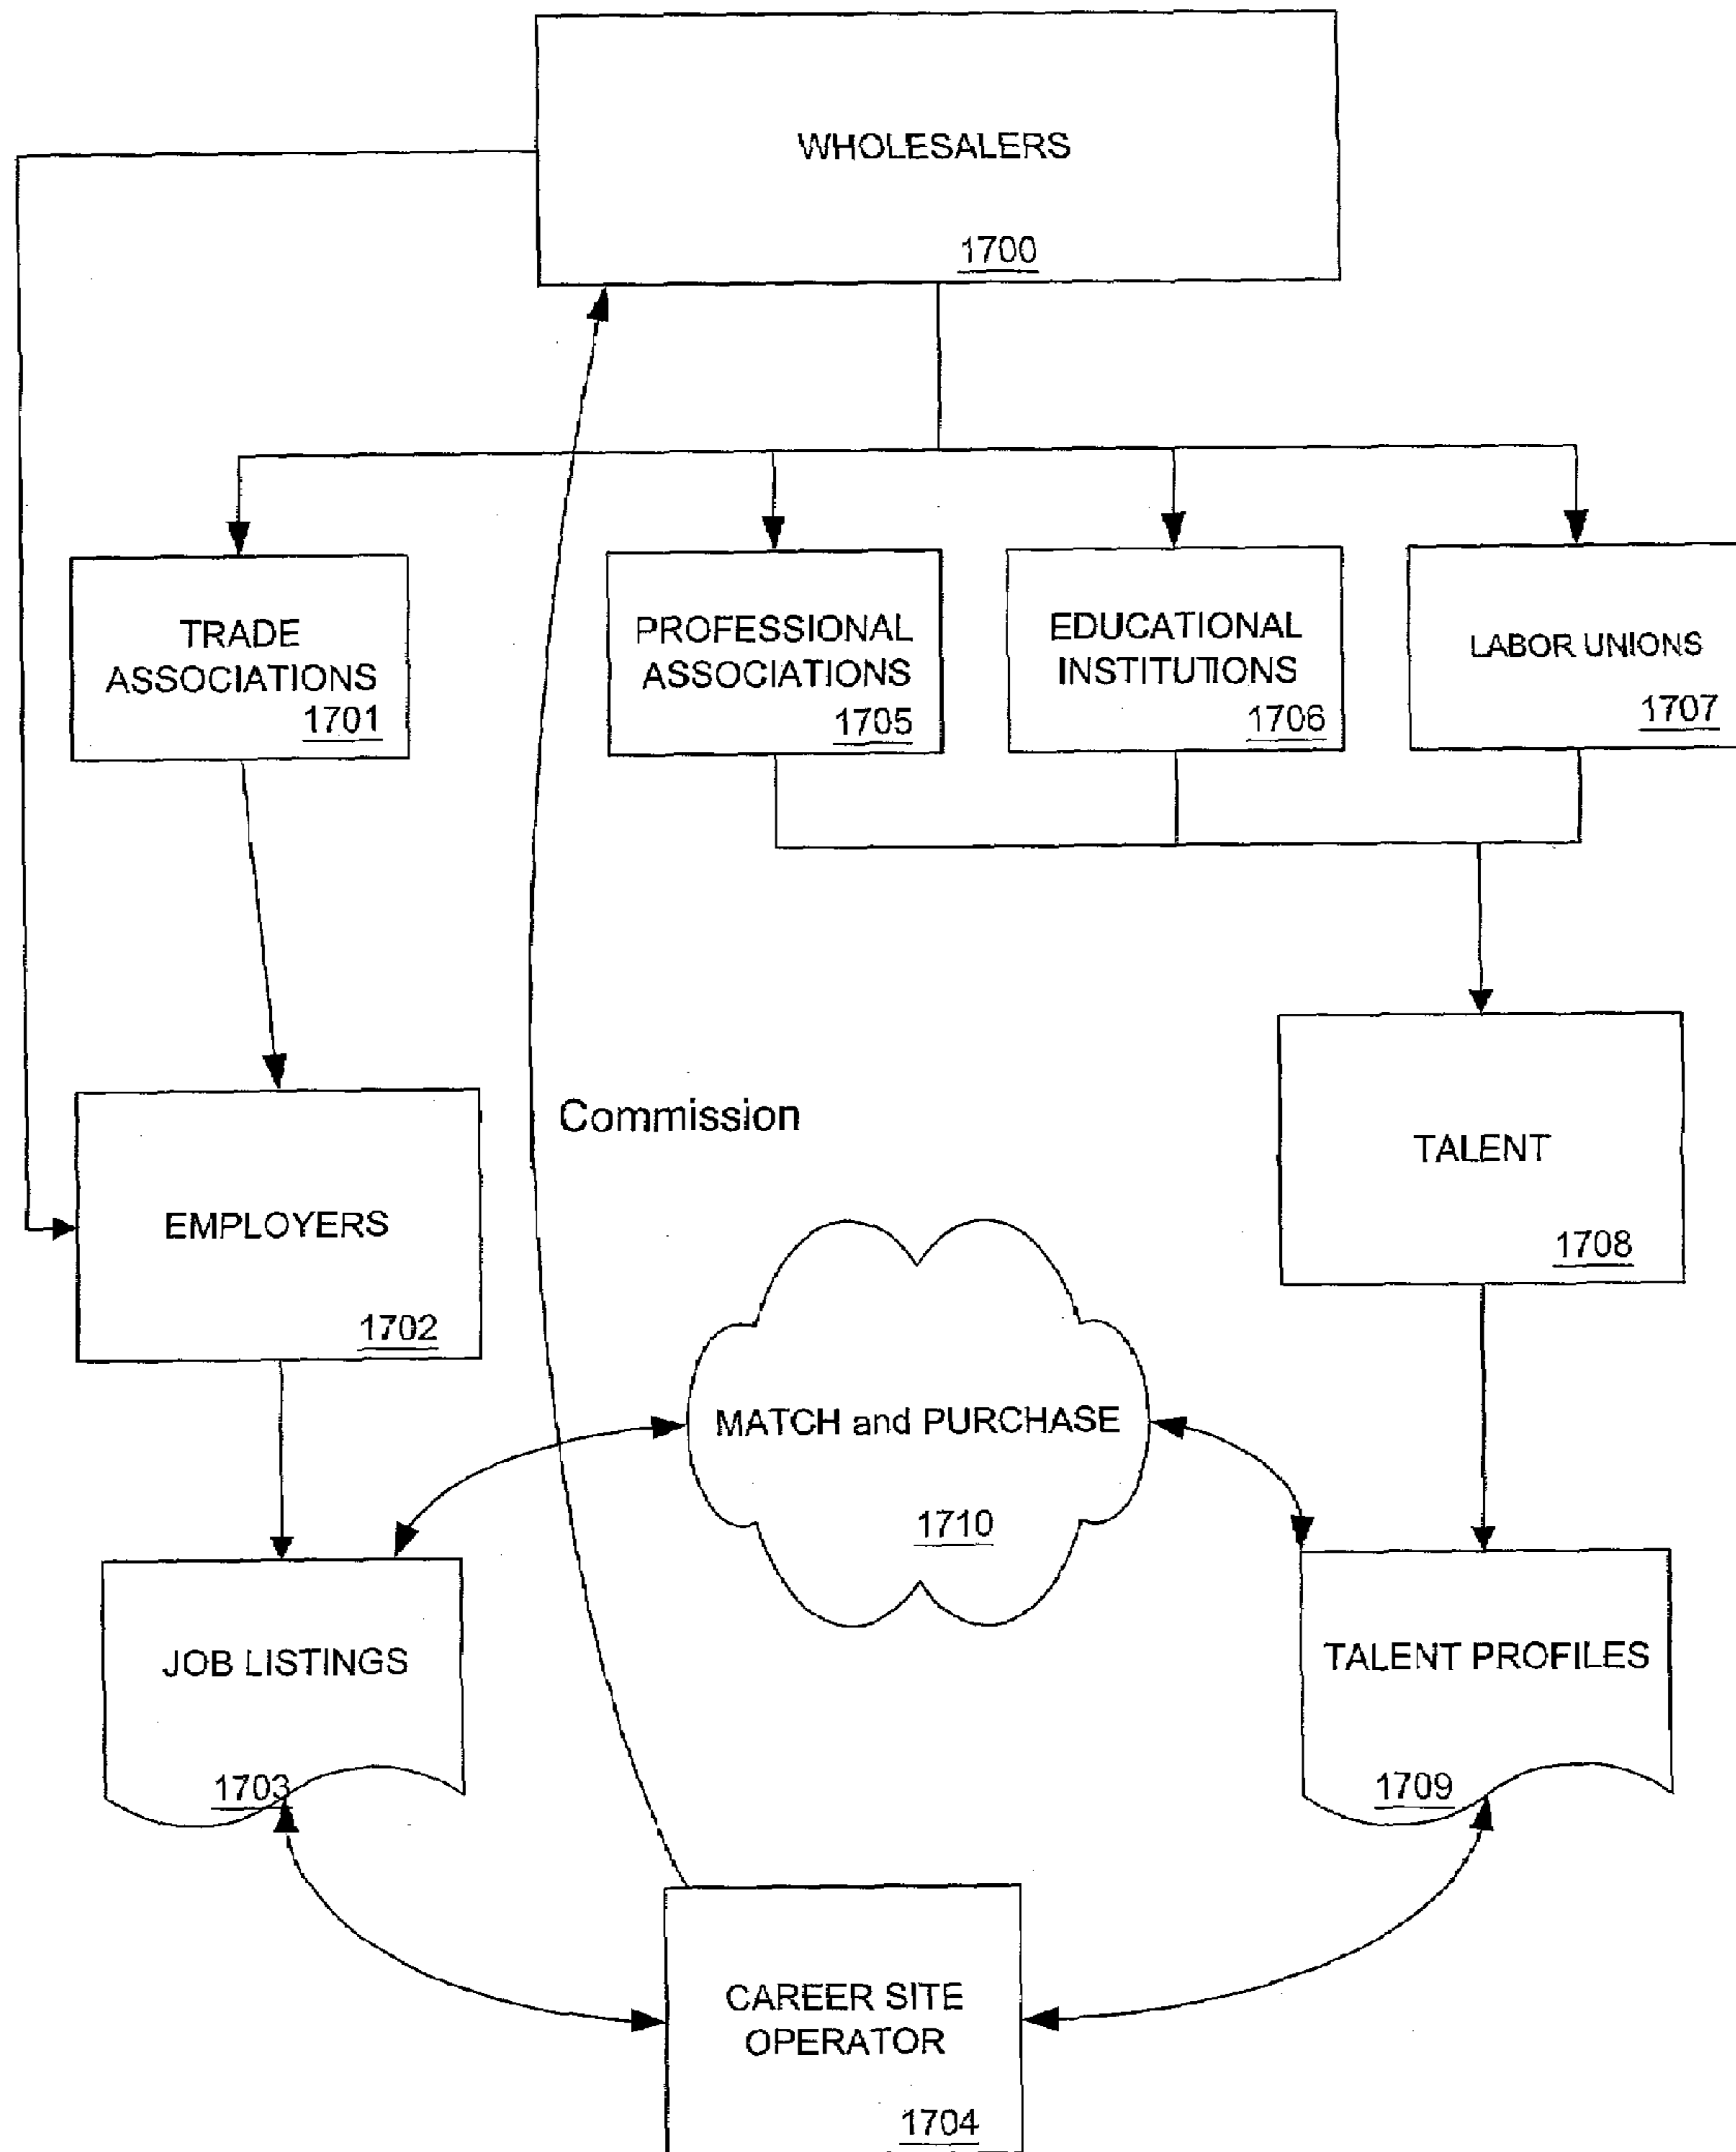 WHOLESALERS
1700
TRADE
ASSOCIATIONS
1701
PROFESSIONAL
ASSOCIATIONS
1705
EDUCATIONAL
INSTITUTIONS
1706
LABOR UNIONS
1707
Commission
EMPLOYERS
1702
TALENT
1708
MATCH and PURCHASE
1710
JOB LISTINGS
1703
TALENT PROFILES
1709
CAREER SITE
OPERATOR
1704